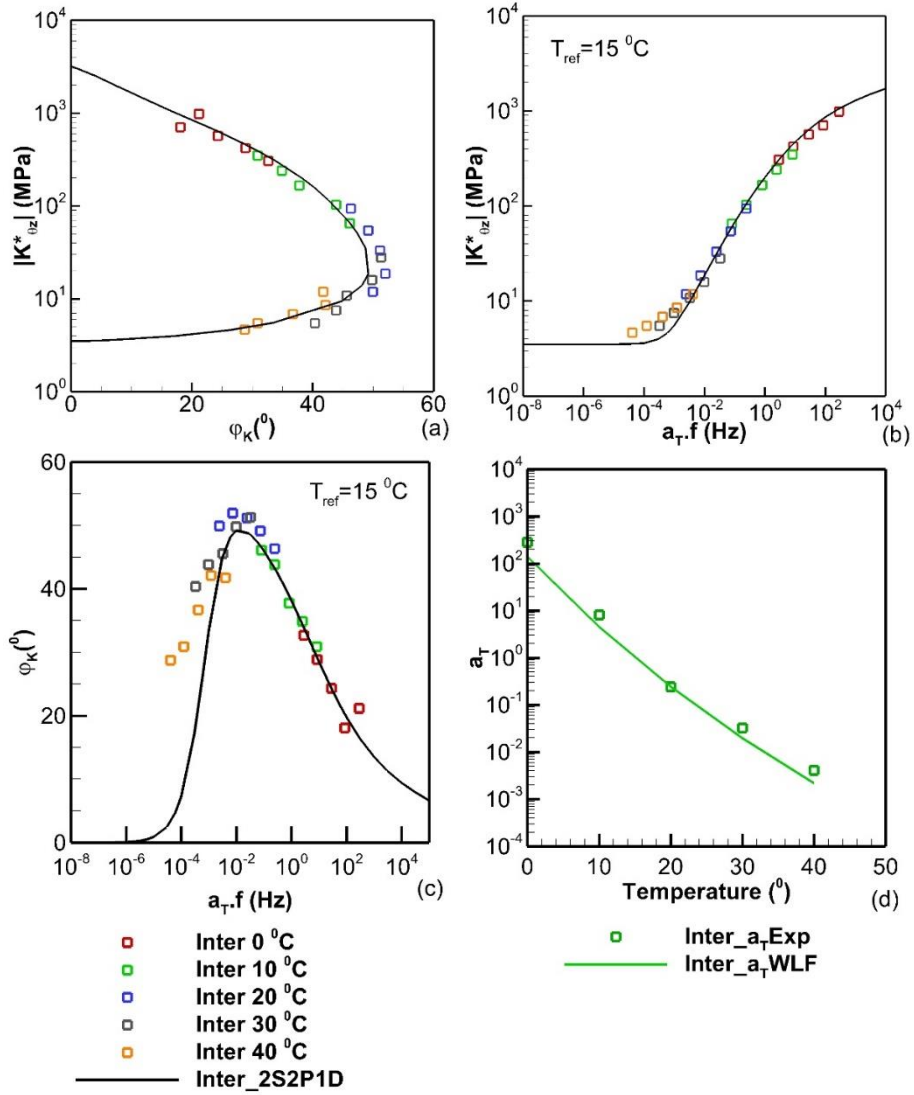 10⁴
10³
10²
10¹
10⁰
|K*θz| (MPa)
0 20 40 60
φK(⁰)
(a)
Tref=15 ⁰C
10⁴
10³
10²
10¹
10⁰
|K*θz| (MPa)
10⁻⁸ 10⁻⁶ 10⁻⁴ 10⁻² 10⁰ 10² 10⁴
aT.f (Hz)
(b)
Tref=15 ⁰C
60
40
20
0
φK(⁰)
10⁻⁸ 10⁻⁶ 10⁻⁴ 10⁻² 10⁰ 10² 10⁴
aT.f (Hz)
(c)
10⁴
10³
10²
10¹
10⁰
10⁻¹
10⁻²
10⁻³
10⁻⁴
aT
0 10 20 30 40 50
Temperature (⁰)
(d)
Inter 0 ⁰C
Inter 10 ⁰C
Inter 20 ⁰C
Inter 30 ⁰C
Inter 40 ⁰C
Inter_2S2P1D
Inter_aTExp
Inter_aTWLF